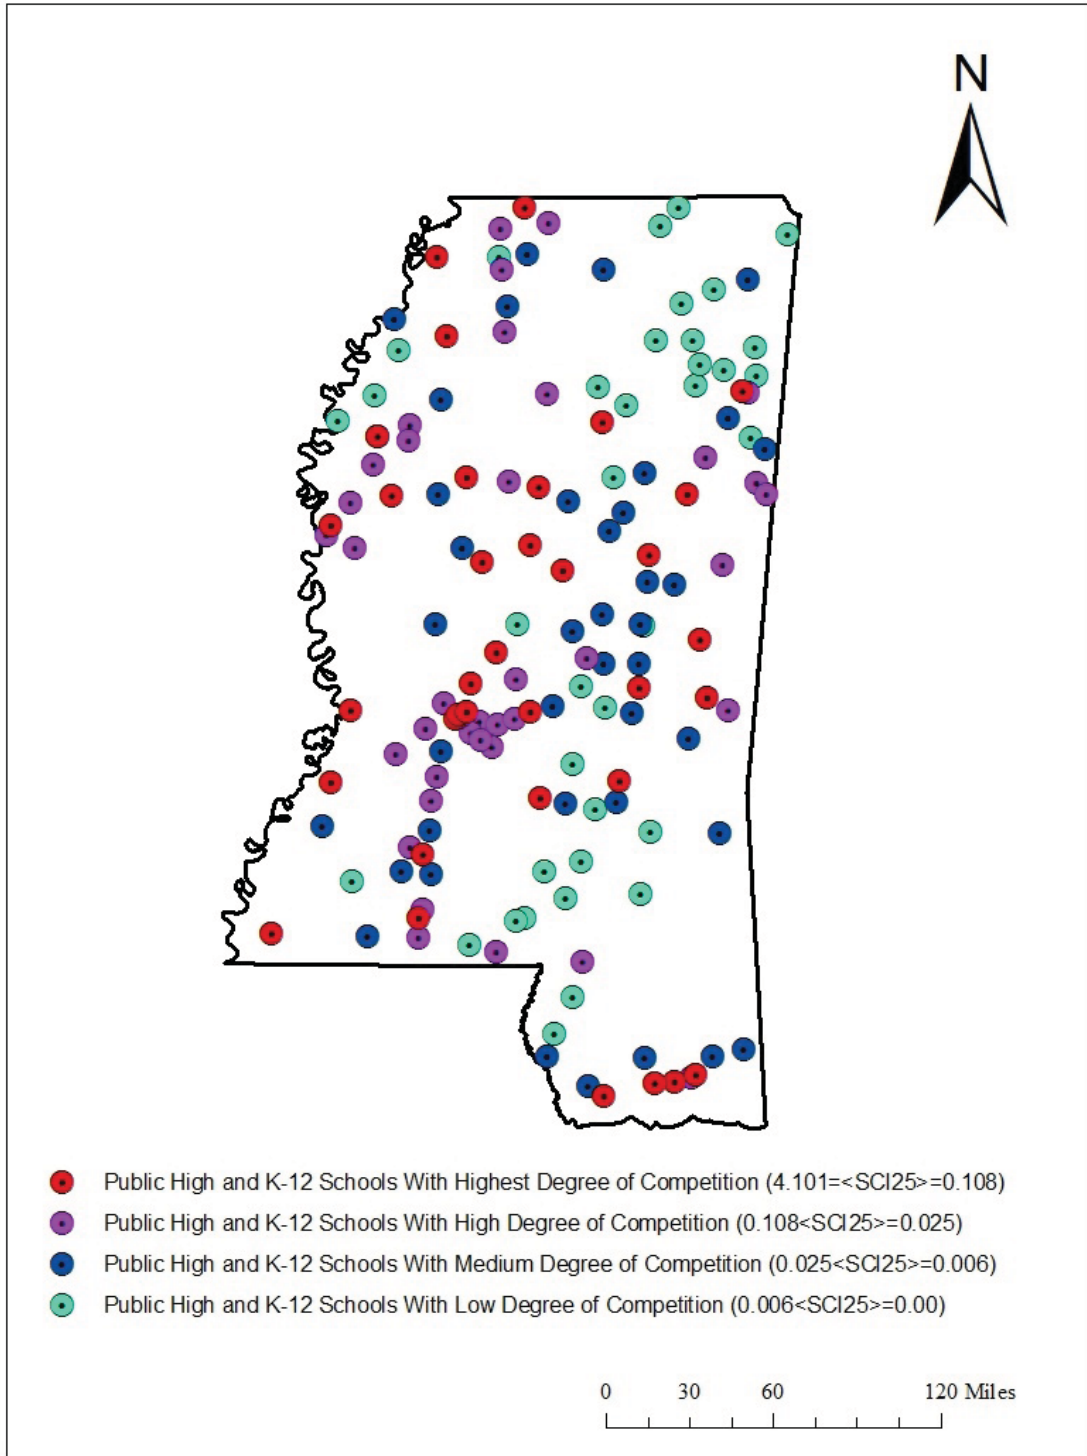 N
Public High and K-12 Schools With Highest Degree of Competition (4.101=<SCI25>=0.108)
Public High and K-12 Schools With High Degree of Competition (0.108<SCI25>=0.025)
Public High and K-12 Schools With Medium Degree of Competition (0.025<SCI25>=0.006)
Public High and K-12 Schools With Low Degree of Competition (0.006<SCI25>=0.00)
0 30 60 120 Miles